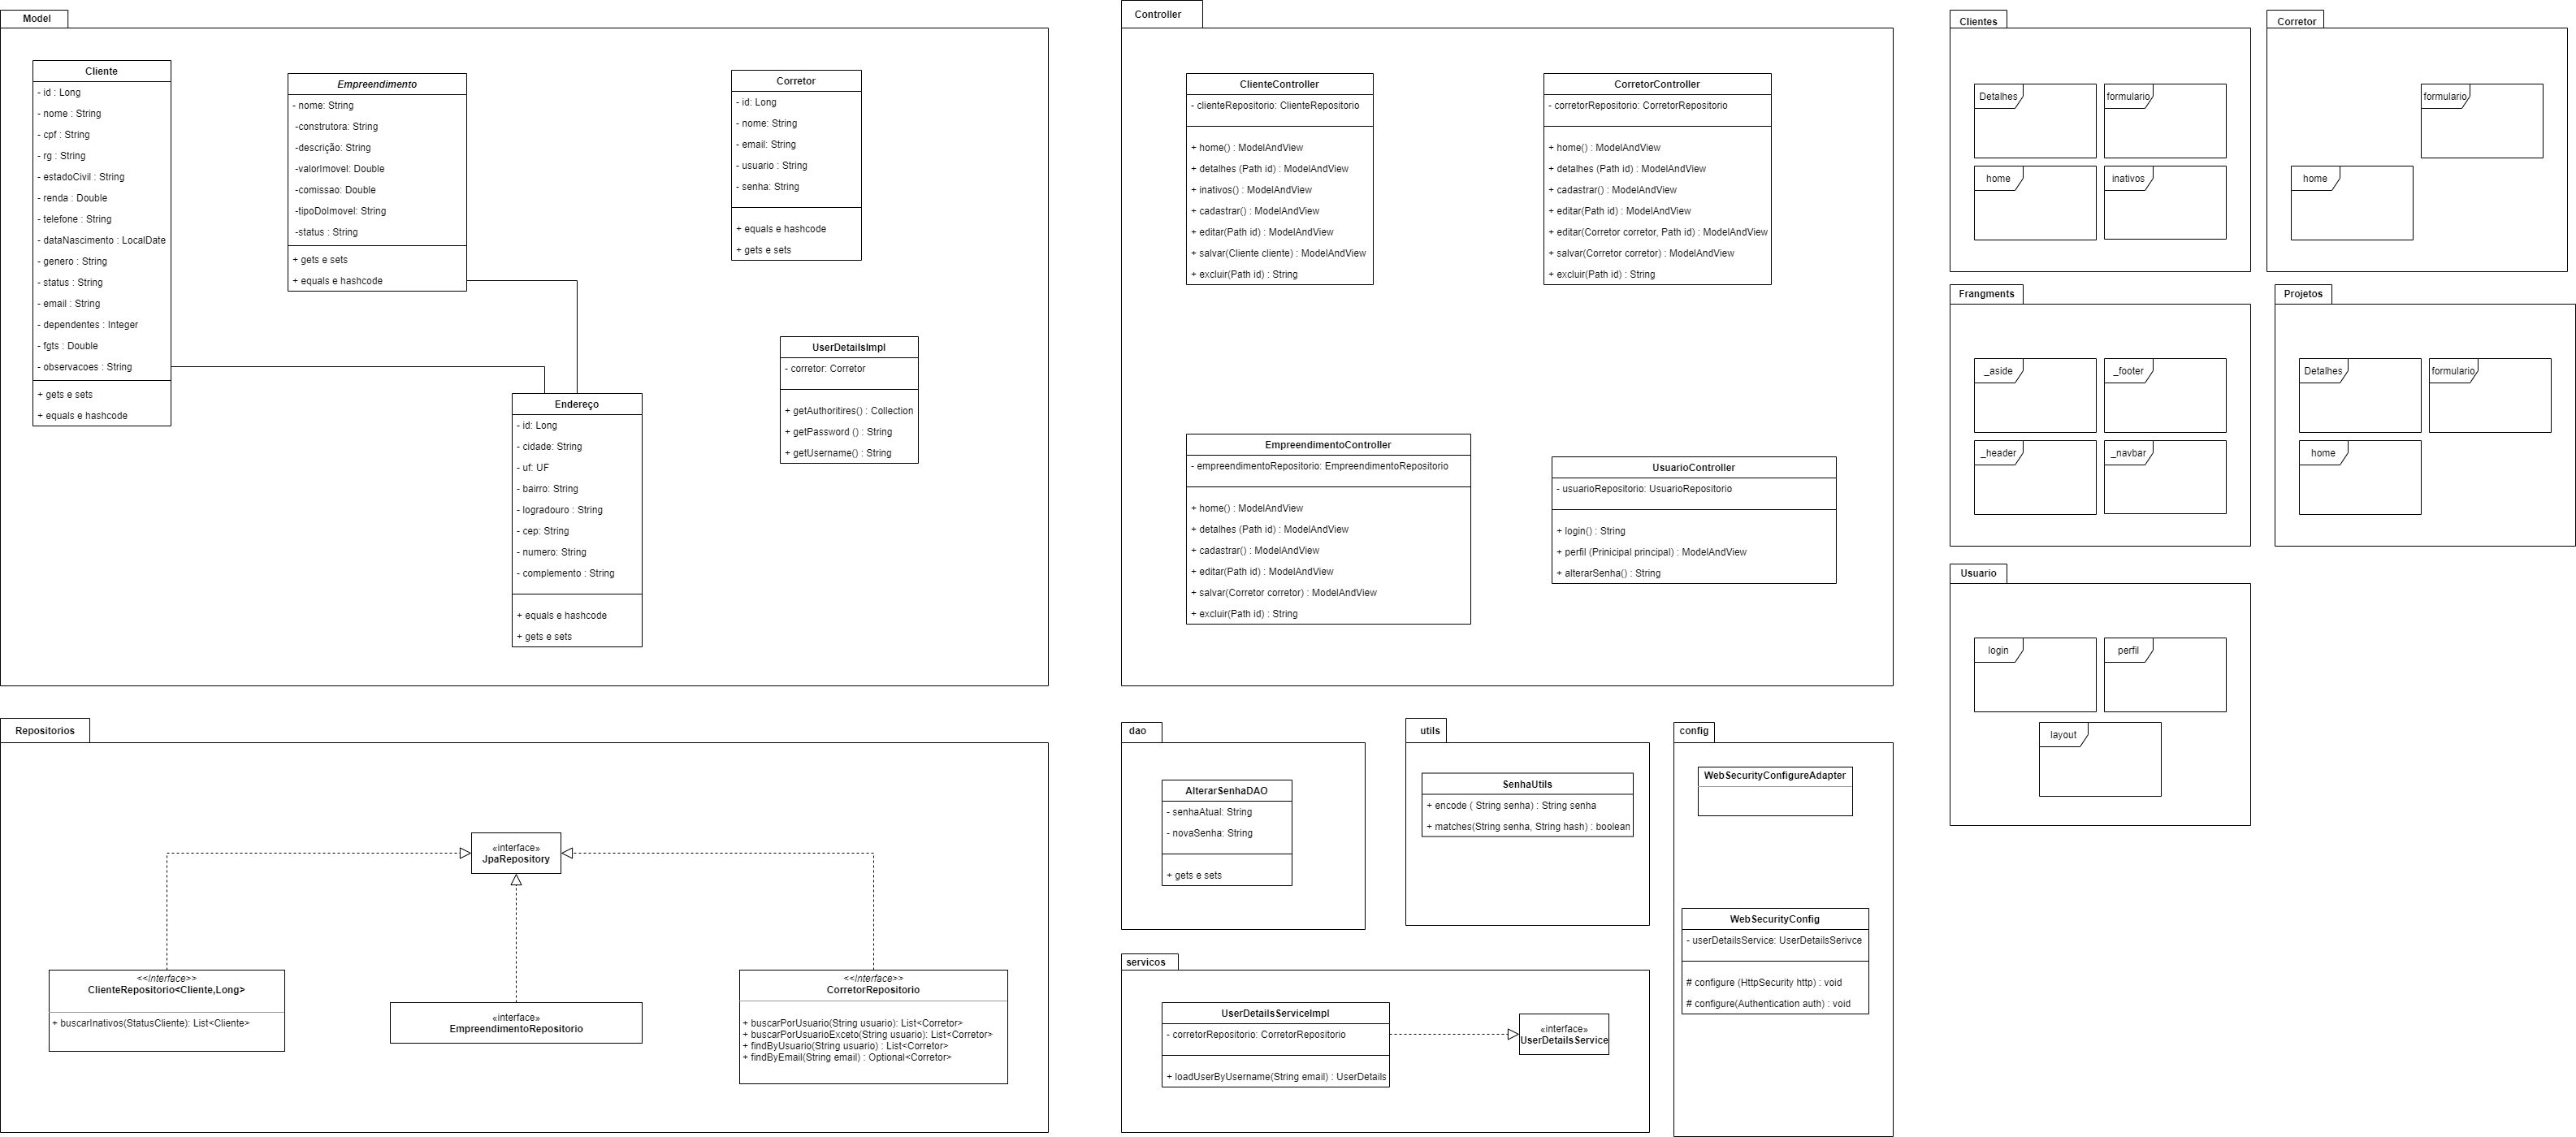 Model
Cliente
- id : Long
- nome : String
- cpf : String
- rg : String
- estadoCivil : String
- renda : Double
- telefone : String
- dataNascimento : LocalDate
- genero : String
- status : String
- email : String
- dependentes : Integer
- fgts : Double
- observacoes : String
+ gets e sets
+ equals e hashcode
Empreendimento
- nome: String
-construtora: String
-descrição: String
-valorImovel: Double
-comissao: Double
-tipoDoImovel: String
-status : String
+ gets e sets
+ equals e hashcode
Corretor
- id: Long
- nome: String
- email: String
- usuario : String
- senha: String
+ equals e hashcode
+ gets e sets
UserDetailsImpl
- corretor: Corretor
+ getAuthoritires() : Collection
+ getPassword () : String
+ getUsername() : String
Endereço
- id: Long
- cidade: String
- uf: UF
- bairro: String
- logradouro : String
- cep: String
- numero: String
- complemento : String
+ equals e hashcode
+ gets e sets
Controller
ClienteController
- clienteRepositorio: ClienteRepositorio
+ home() : ModelAndView
+ detalhes (Path id) : ModelAndView
+ inativos() : ModelAndView
+ cadastrar() : ModelAndView
+ editar(Path id) : ModelAndView
+ salvar(Cliente cliente) : ModelAndView
+ excluir(Path id) : String
CorretorController
- corretorRepositorio: CorretorRepositorio
+ home() : ModelAndView
+ detalhes (Path id) : ModelAndView
+ cadastrar() : ModelAndView
+ editar(Path id) : ModelAndView
+ editar(Corretor corretor, Path id) : ModelAndView
+ salvar(Corretor corretor) : ModelAndView
+ excluir(Path id) : String
EmpreendimentoController
- empreendimentoRepositorio: EmpreendimentoRepositorio
+ home() : ModelAndView
+ detalhes (Path id) : ModelAndView
+ cadastrar() : ModelAndView
+ editar(Path id) : ModelAndView
+ salvar(Corretor corretor) : ModelAndView
+ excluir(Path id) : String
UsuarioController
- usuarioRepositorio: UsuarioRepositorio
+ login() : String
+ perfil (Prinicipal principal) : ModelAndView
+ alterarSenha() : String
Clientes
Detalhes
formulario
home
inativos
Corretor
formulario
home
Frangments
_aside
_footer
_header
_navbar
Projetos
Detalhes
formulario
home
Usuario
login
perfil
layout
Repositorios
«interface»
JpaRepository
<<Interface>>
ClienteRepositorio<Cliente,Long>
+ buscarInativos(StatusCliente): List<Cliente>
«interface»
EmpreendimentoRepositorio
<<Interface>>
CorretorRepositorio
+ buscarPorUsuario(String usuario): List<Corretor>
+ buscarPorUsuarioExceto(String usuario): List<Corretor>
+ findByUsuario(String usuario) : List<Corretor>
+ findByEmail(String email) : Optional<Corretor>
dao
AlterarSenhaDAO
- senhaAtual: String
- novaSenha: String
+ gets e sets
utils
SenhaUtils
+ encode ( String senha) : String senha
+ matches(String senha, String hash) : boolean
config
WebSecurityConfigureAdapter
WebSecurityConfig
- userDetailsService: UserDetailsSerivce
# configure (HttpSecurity http) : void
# configure(Authentication auth) : void
servicos
UserDetailsServiceImpl
- corretorRepositorio: CorretorRepositorio
+ loadUserByUsername(String email) : UserDetails
«interface»
UserDetailsService